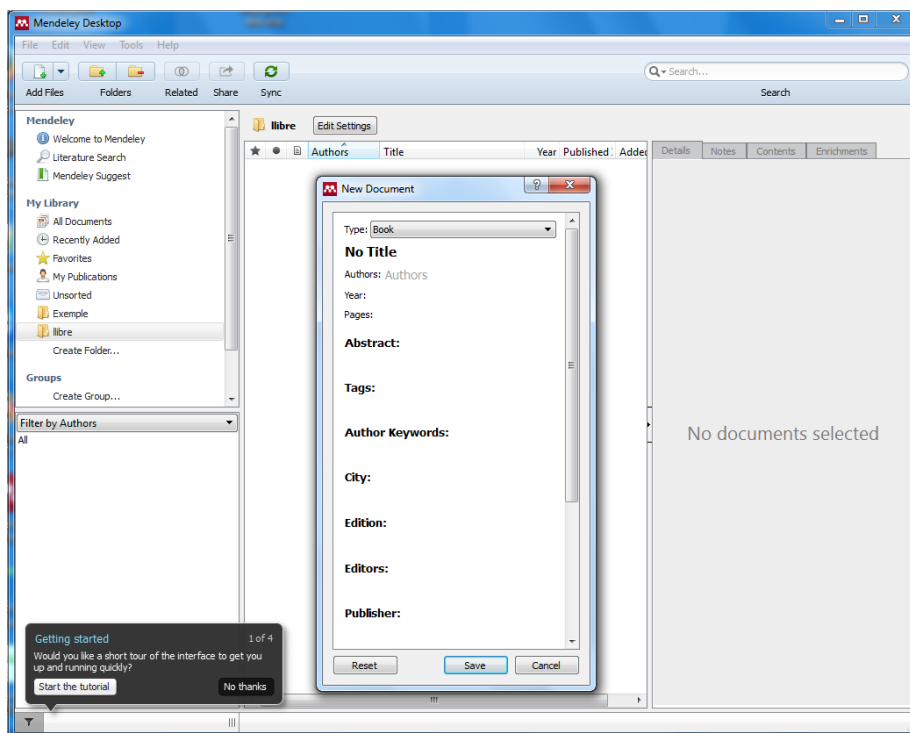 Mendeley Desktop
File Edit View Tools Help
Search...
Add Files Folders Related Share Sync Search
Mendeley
Welcome to Mendeley
Literature Search
Mendeley Suggest
My Library
All Documents
Recently Added
Favorites
My Publications
Unsorted
Exemple
llibre
Create Folder...
Groups
Create Group...
Filter by Authors
All
llibre Edit Settings
Authors Title Year Published Added
Details Notes Contents Enrichments
No documents selected
New Document
Type: Book
No Title
Authors: Authors
Year:
Pages:
Abstract:
Tags:
Author Keywords:
City:
Edition:
Editors:
Publisher:
Reset Save Cancel
Getting started 1 of 4
Would you like a short tour of the interface to get you
up and running quickly?
Start the tutorial No thanks